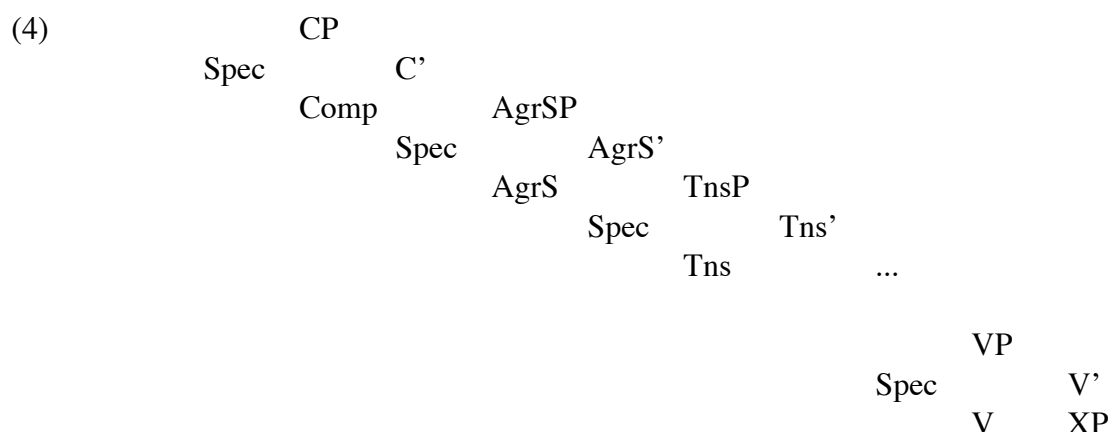 (4) CP
Spec C’
Comp AgrSP
Spec AgrS’
AgrS TnsP
Spec Tns’
Tns ...
VP
Spec V’
V XP